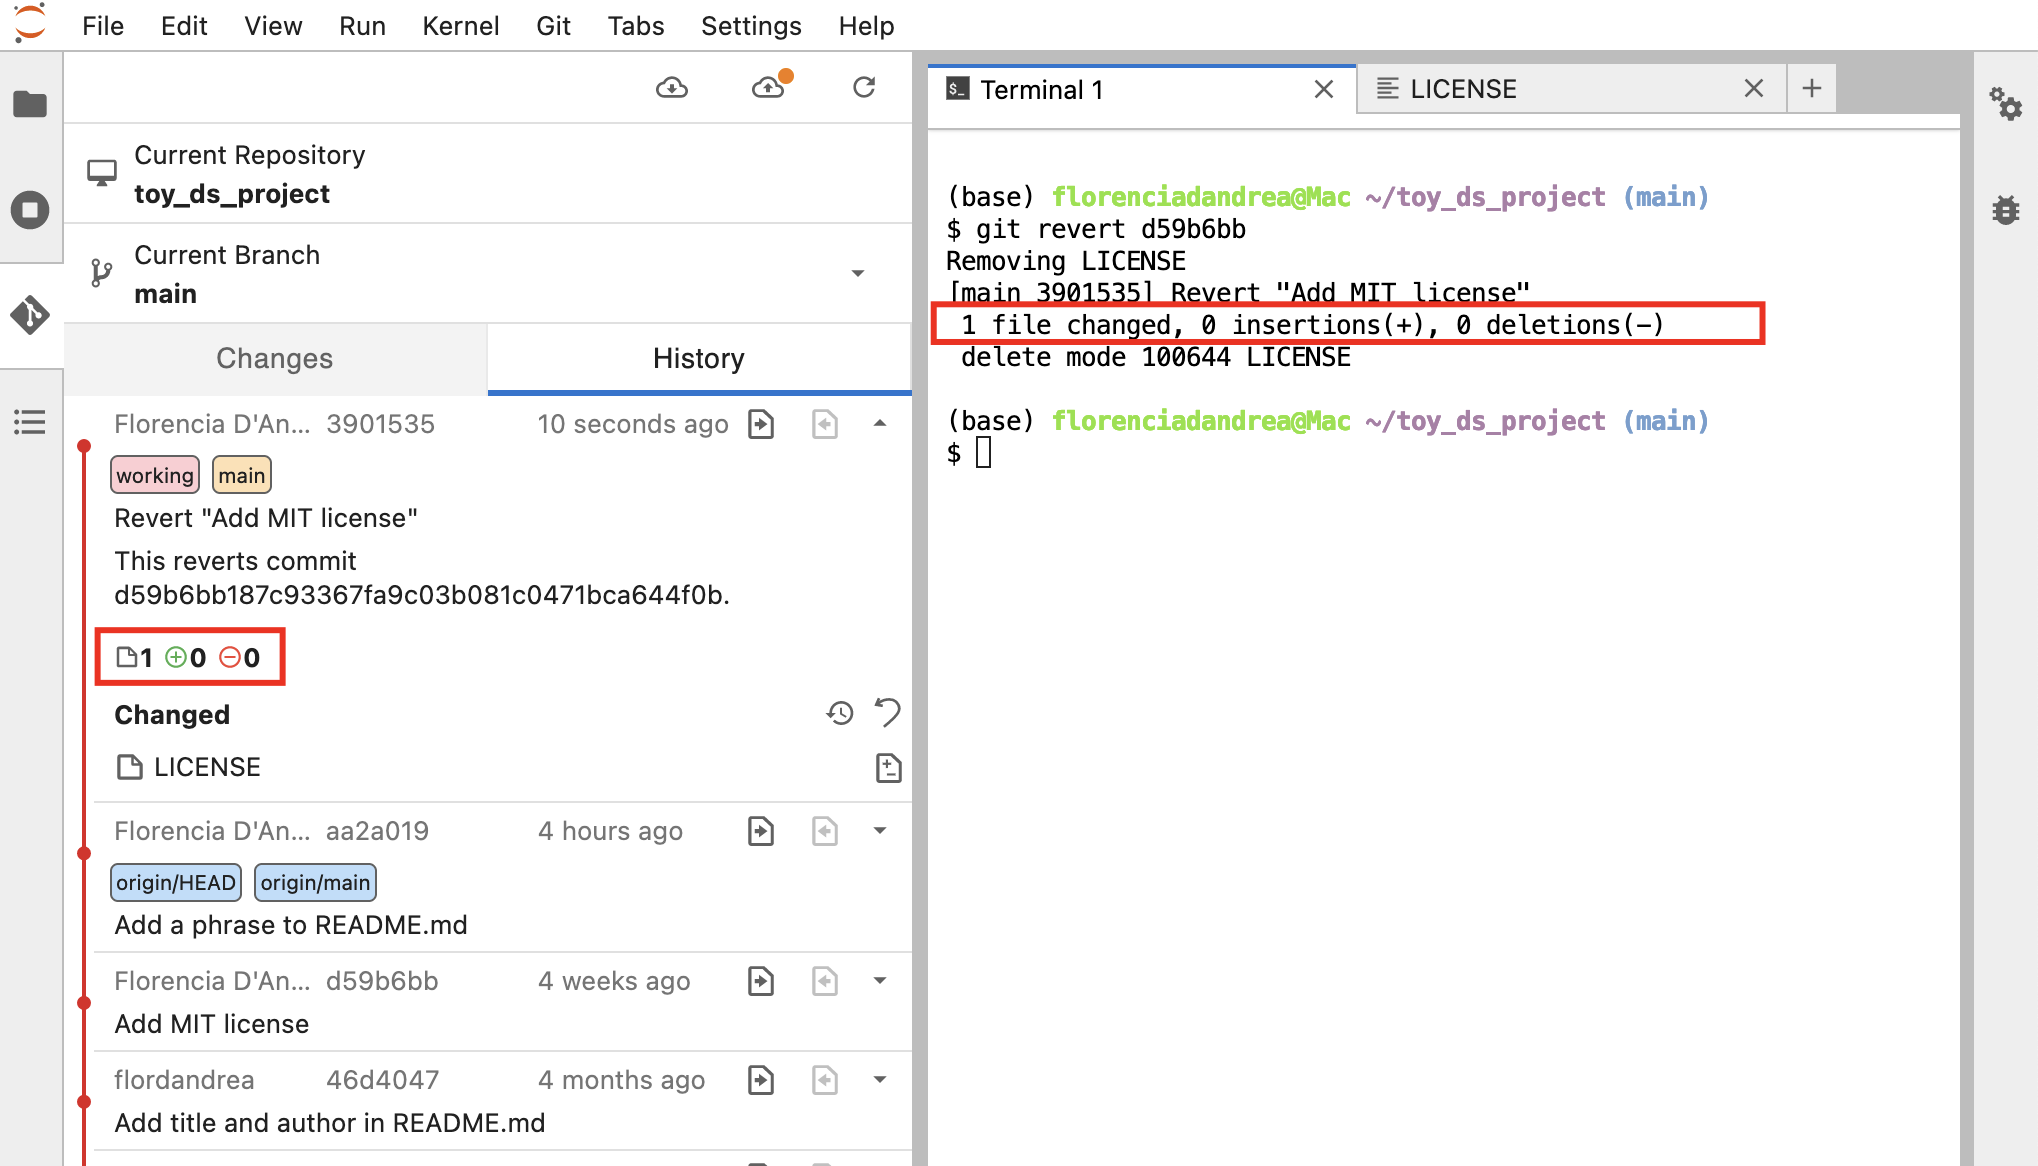 File Edit View Run Kernel Git Tabs Settings Help
Current Repository
toy_ds_project
Current Branch
main
Changes History
Florencia D'An... 3901535 10 seconds ago
working main
Revert "Add MIT license"
This reverts commit
d59b6bb187c93367fa9c03b081c0471bca644f0b.
1 0 0
Changed
LICENSE
Florencia D'An... aa2a019 4 hours ago
origin/HEAD origin/main
Add a phrase to README.md
Florencia D'An... d59b6bb 4 weeks ago
Add MIT license
flordandrea 46d4047 4 months ago
Add title and author in README.md
$_ Terminal 1 LICENSE
(base) florenciadandrea@Mac ~/toy_ds_project (main)
$ git revert d59b6bb
Removing LICENSE
[main 3901535] Revert "Add MIT license"
1 file changed, 0 insertions(+), 0 deletions(-)
delete mode 100644 LICENSE
(base) florenciadandrea@Mac ~/toy_ds_project (main)
$